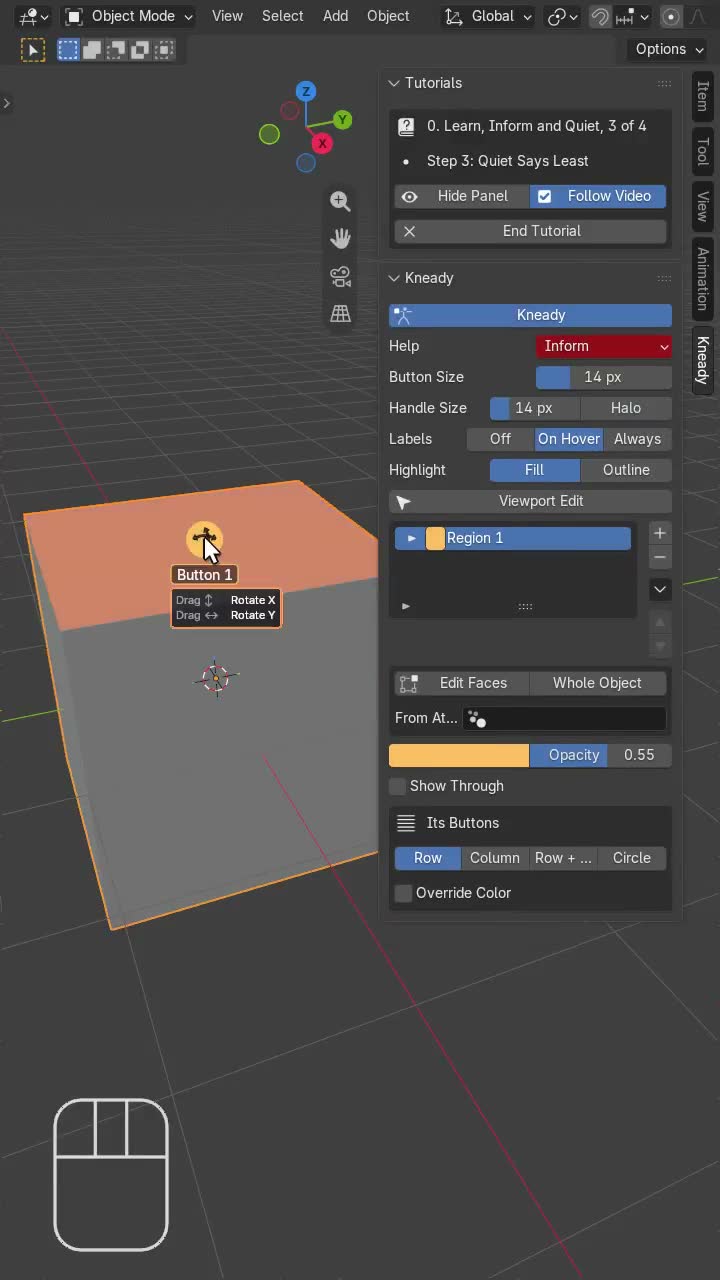 Object Mode View Select Add Object Global
Options
Tutorials
0. Learn, Inform and Quiet, 3 of 4
Step 3: Quiet Says Least
Hide Panel Follow Video
End Tutorial
Kneady
Kneady
Help Inform
Button Size 14 px
Handle Size 14 px Halo
Labels Off On Hover Always
Highlight Fill Outline
Viewport Edit
Region 1
Edit Faces Whole Object
From At...
Opacity 0.55
Show Through
Its Buttons
Row Column Row + ... Circle
Override Color
Item
Tool
View
Animation
Kneady
Z
Y
X
Button 1
Drag Rotate X
Drag Rotate Y